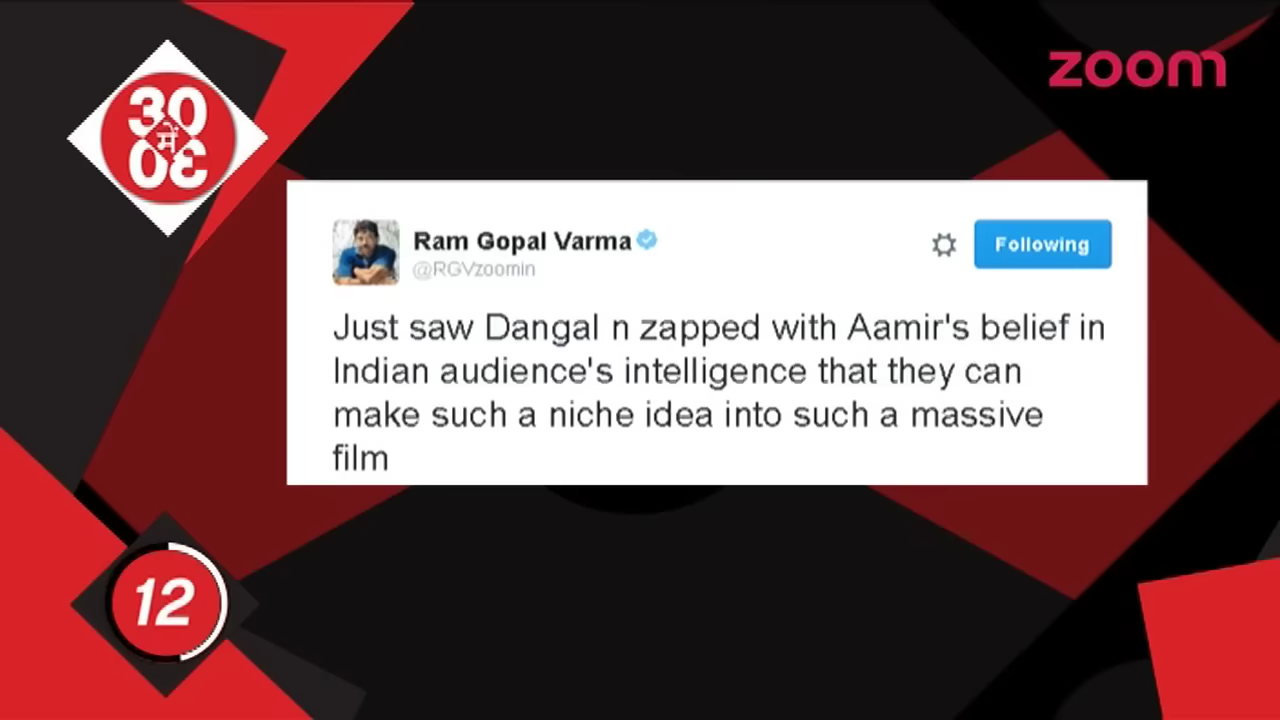 30
में
30
zoom
Ram Gopal Varma
@RGVzoomin
Following
Just saw Dangal n zapped with Aamir's belief in
Indian audience's intelligence that they can
make such a niche idea into such a massive
film
12